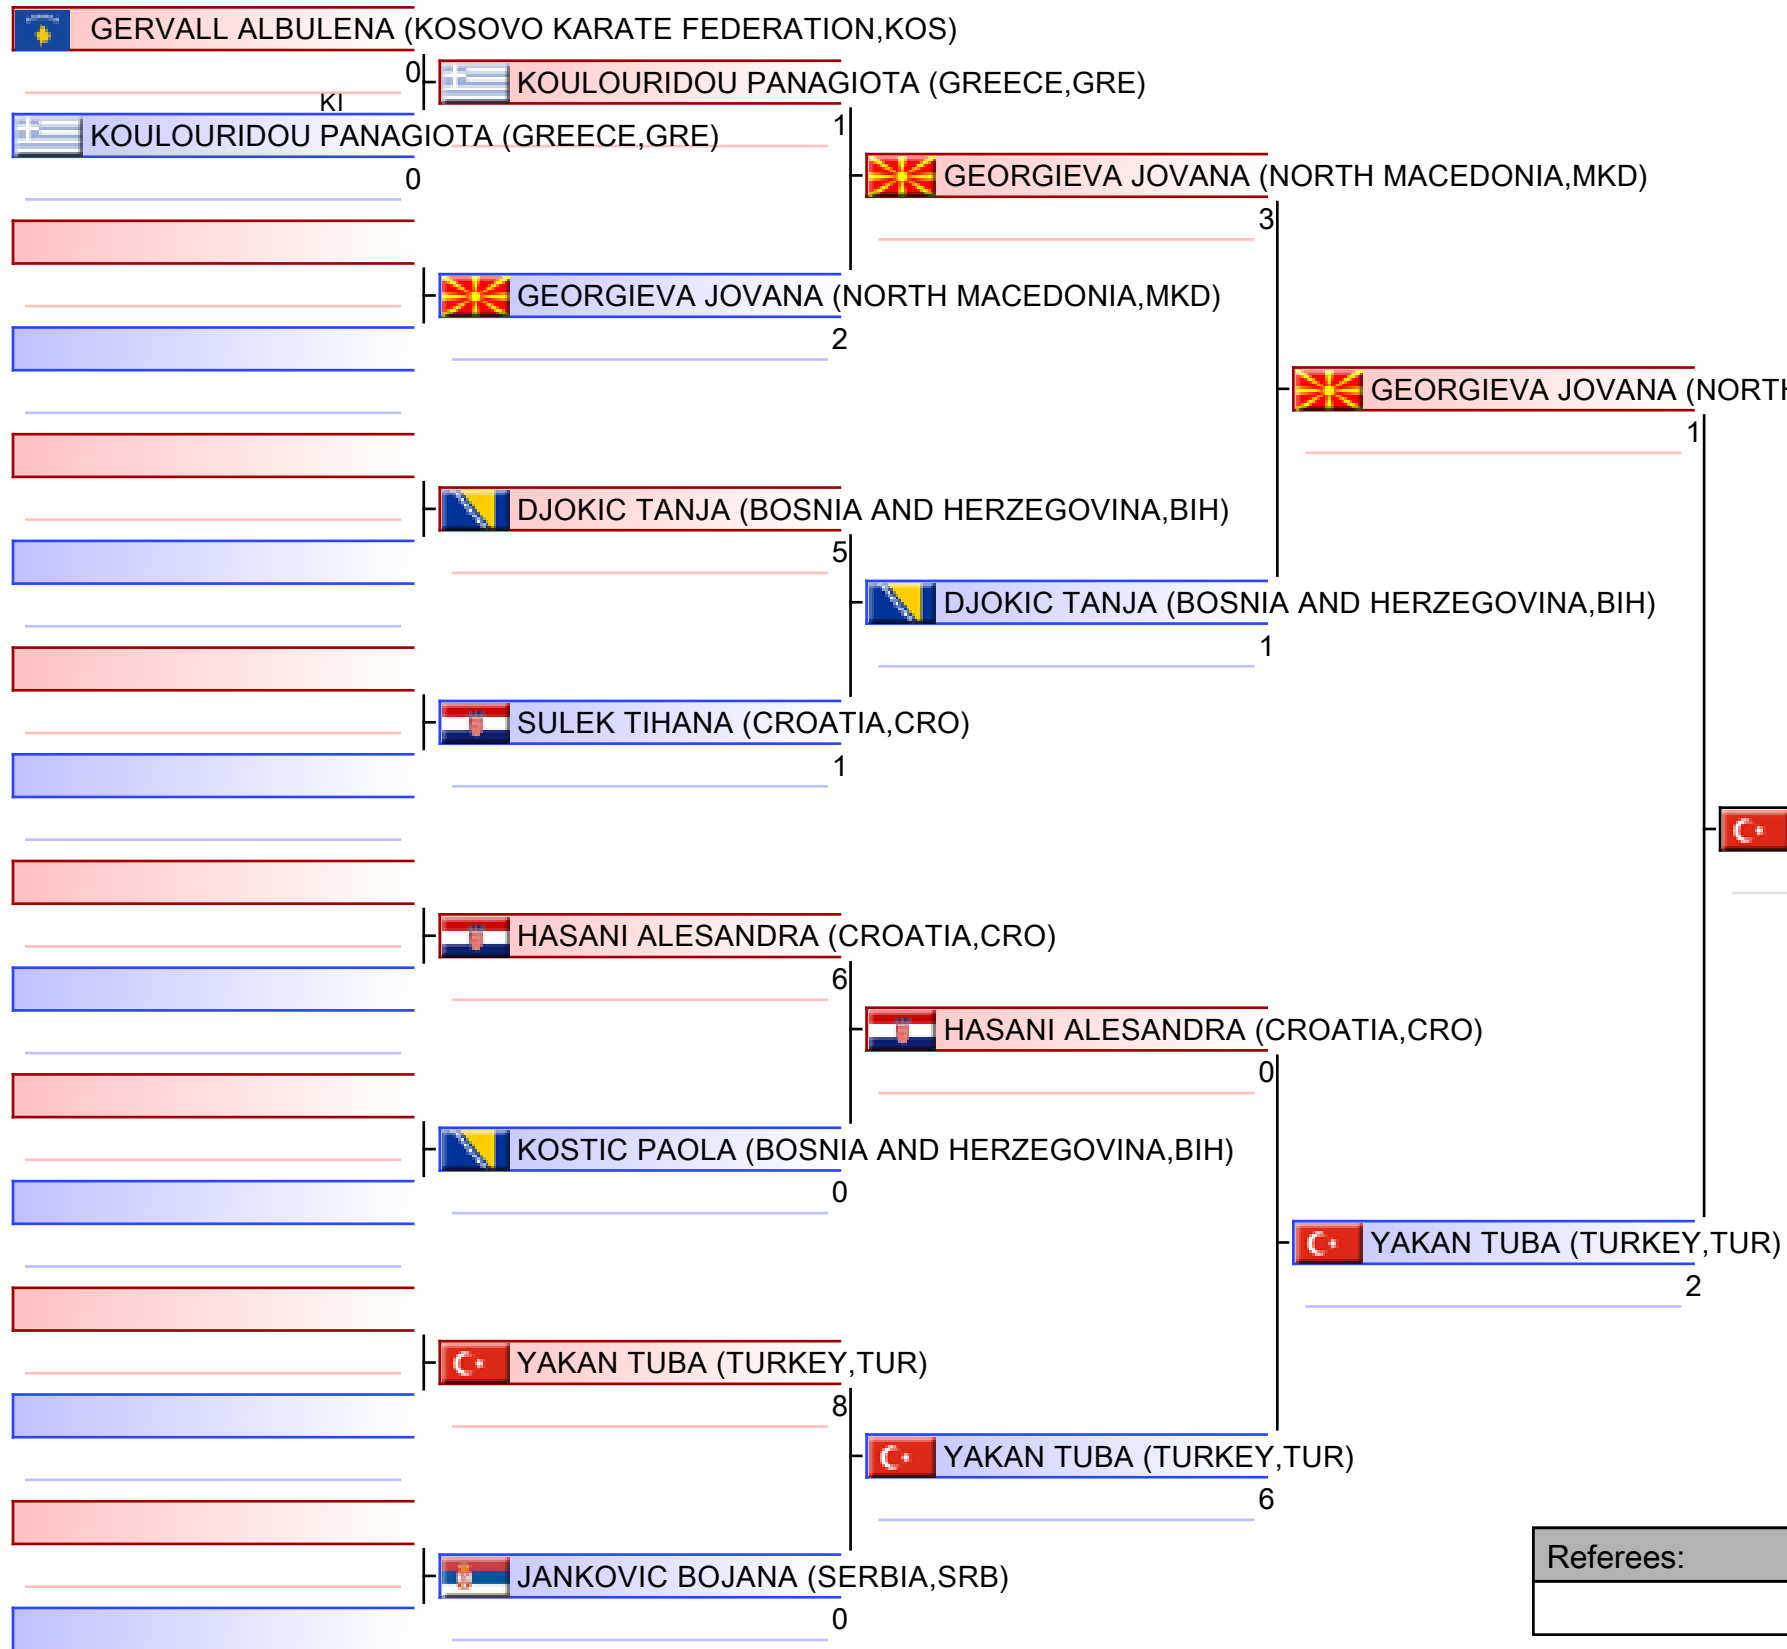 GERVALL ALBULENA (KOSOVO KARATE FEDERATION,KOS)
0
KOULOURIDOU PANAGIOTA (GREECE,GRE)
KI
1
KOULOURIDOU PANAGIOTA (GREECE,GRE)
0
GEORGIEVA JOVANA (NORTH MACEDONIA,MKD)
3
GEORGIEVA JOVANA (NORTH MACEDONIA,MKD)
2
GEORGIEVA JOVANA (NORTH
1
DJOKIC TANJA (BOSNIA AND HERZEGOVINA,BIH)
5
DJOKIC TANJA (BOSNIA AND HERZEGOVINA,BIH)
1
SULEK TIHANA (CROATIA,CRO)
1
HASANI ALESANDRA (CROATIA,CRO)
6
HASANI ALESANDRA (CROATIA,CRO)
0
KOSTIC PAOLA (BOSNIA AND HERZEGOVINA,BIH)
0
YAKAN TUBA (TURKEY,TUR)
2
YAKAN TUBA (TURKEY,TUR)
8
YAKAN TUBA (TURKEY,TUR)
6
JANKOVIC BOJANA (SERBIA,SRB)
0
Referees: